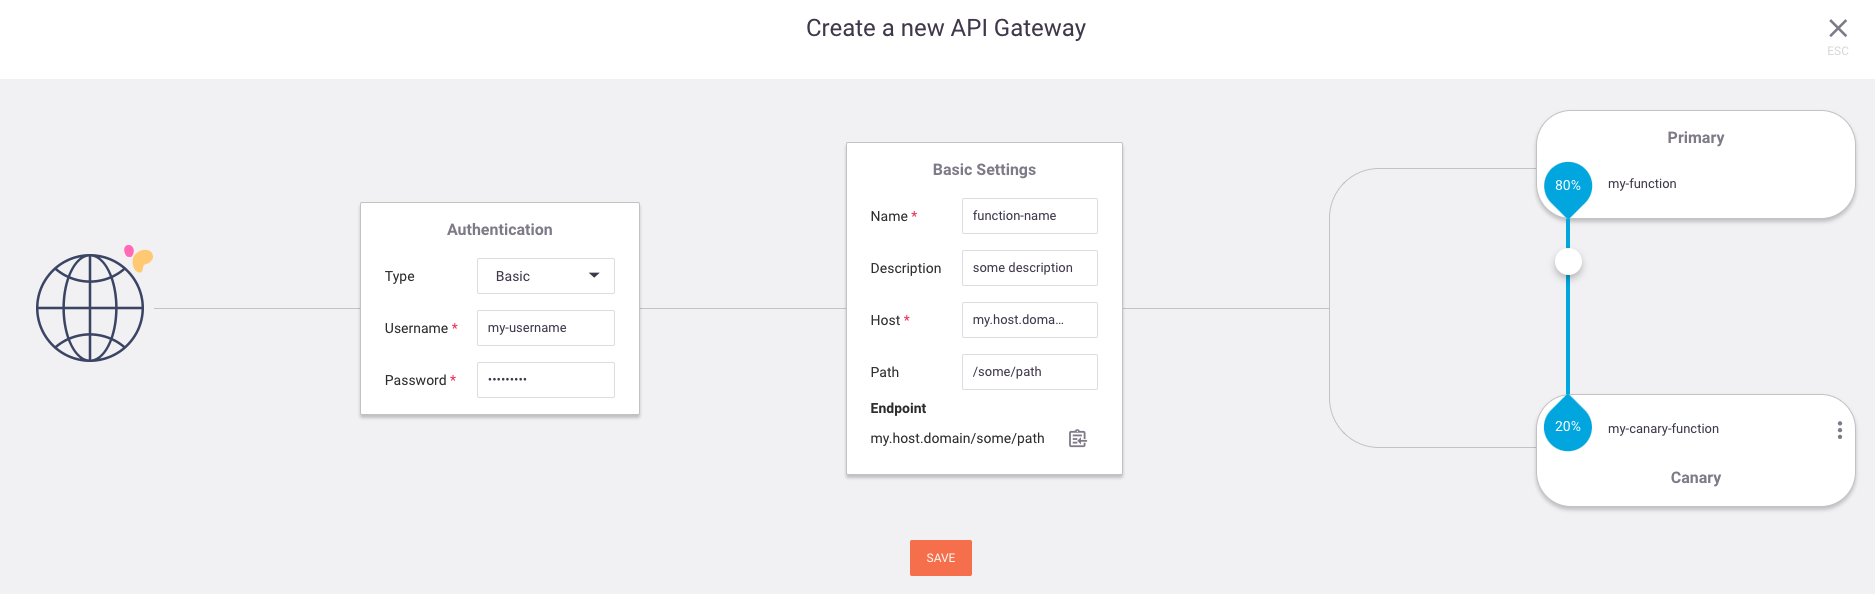 Create a new API Gateway
ESC
Authentication
Type Basic
Username * my-username
Password * •••••••••
Basic Settings
Name * function-name
Description some description
Host * my.host.doma...
Path /some/path
Endpoint
my.host.domain/some/path
Primary
80% my-function
20% my-canary-function
Canary
SAVE